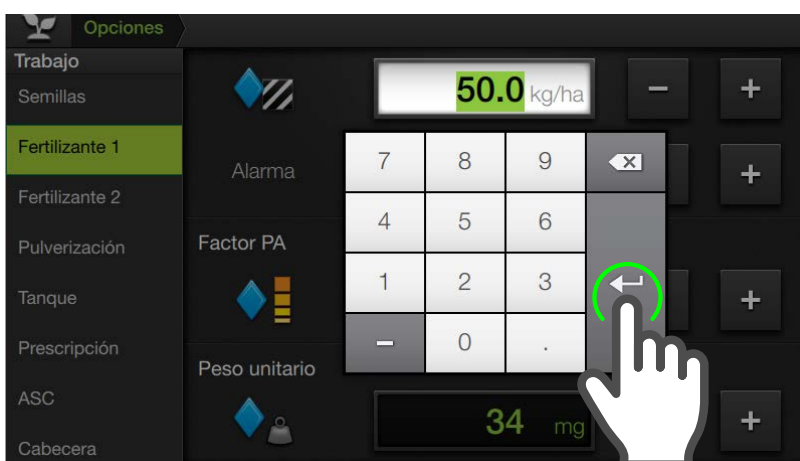 Opciones
Trabajo
Semillas
Fertilizante 1
Fertilizante 2
Pulverización
Tanque
Prescripción
ASC
Cabecera
50.0 kg/ha
− +
Alarma
+
Factor PA
+
Peso unitario
34 mg
+
7 8 9
4 5 6
1 2 3
− 0 .